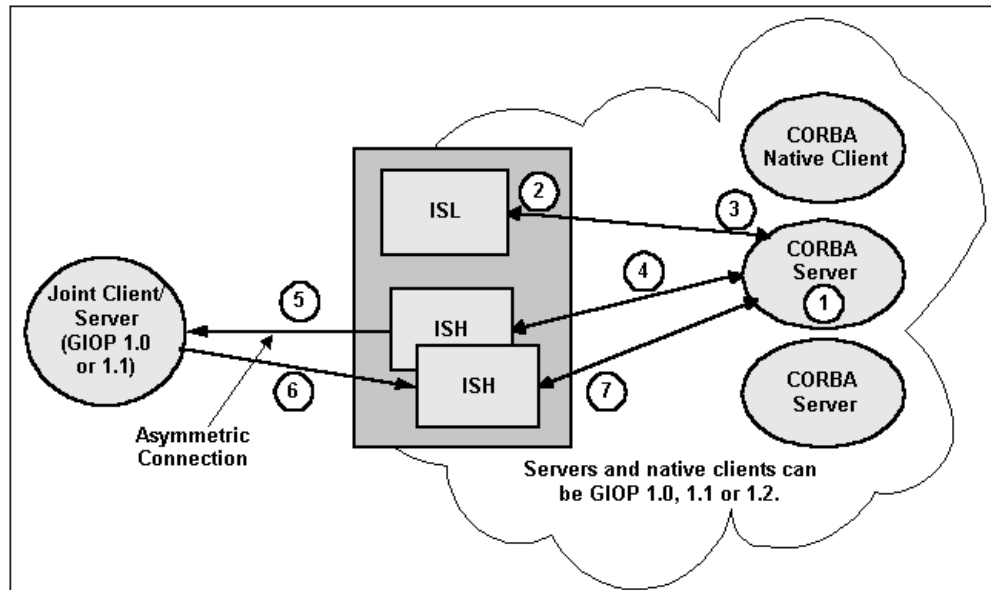 CORBA
Native Client
2
3
ISL
CORBA
Server
4
1
Joint Client/
Server
(GIOP 1.0
or 1.1)
5
ISH
6
ISH
7
CORBA
Server
Asymmetric
Connection
Servers and native clients can
be GIOP 1.0, 1.1 or 1.2.